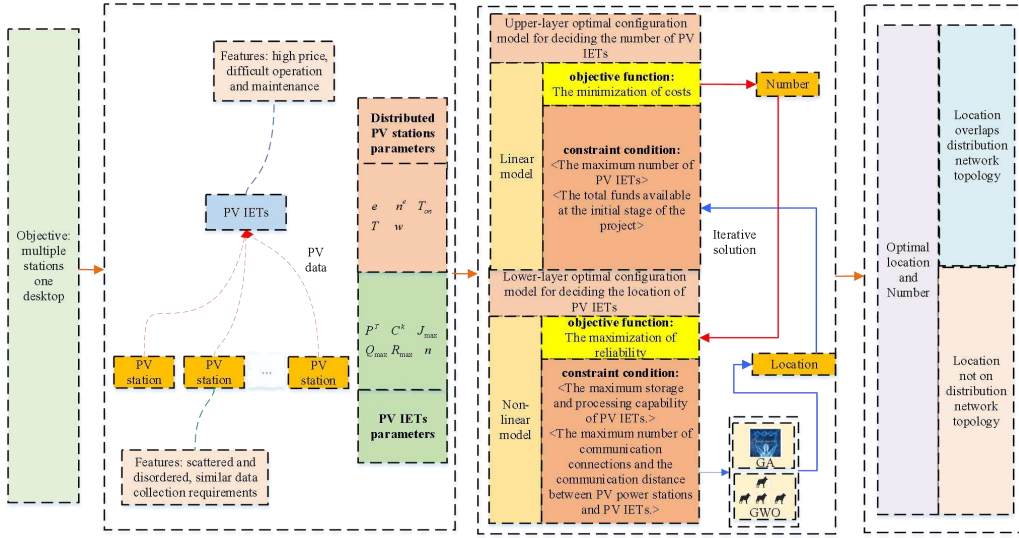 Objective:
multiple
stations
one
desktop
Features: high price,
difficult operation
and maintenance
PV IETs
PV
data
PV
station
PV
station
...
PV
station
Features: scattered and
disordered, similar data
collection requirements
Distributed
PV stations
parameters
e n^e T_on
T w
P^T C^k J_max
Q_max R_max n
PV IETs
parameters
Upper-layer optimal configuration
model for deciding the number of PV
IETs
Linear
model
objective function:
The minimization of costs
constraint condition:
<The maximum number of
PV IETs>
<The total funds available
at the initial stage of the
project>
Number
Iterative
solution
Lower-layer optimal configuration
model for deciding the location of
PV IETs
Non-
linear
model
objective function:
The maximization of
reliability
constraint condition:
<The maximum storage
and processing capability
of PV IETs.>
<The maximum number of
communication
connections and the
communication distance
between PV power stations
and PV IETs.>
Location
GA
GWO
Optimal
location
and
Number
Location
overlaps
distribution
network
topology
Location
not on
distribution
network
topology